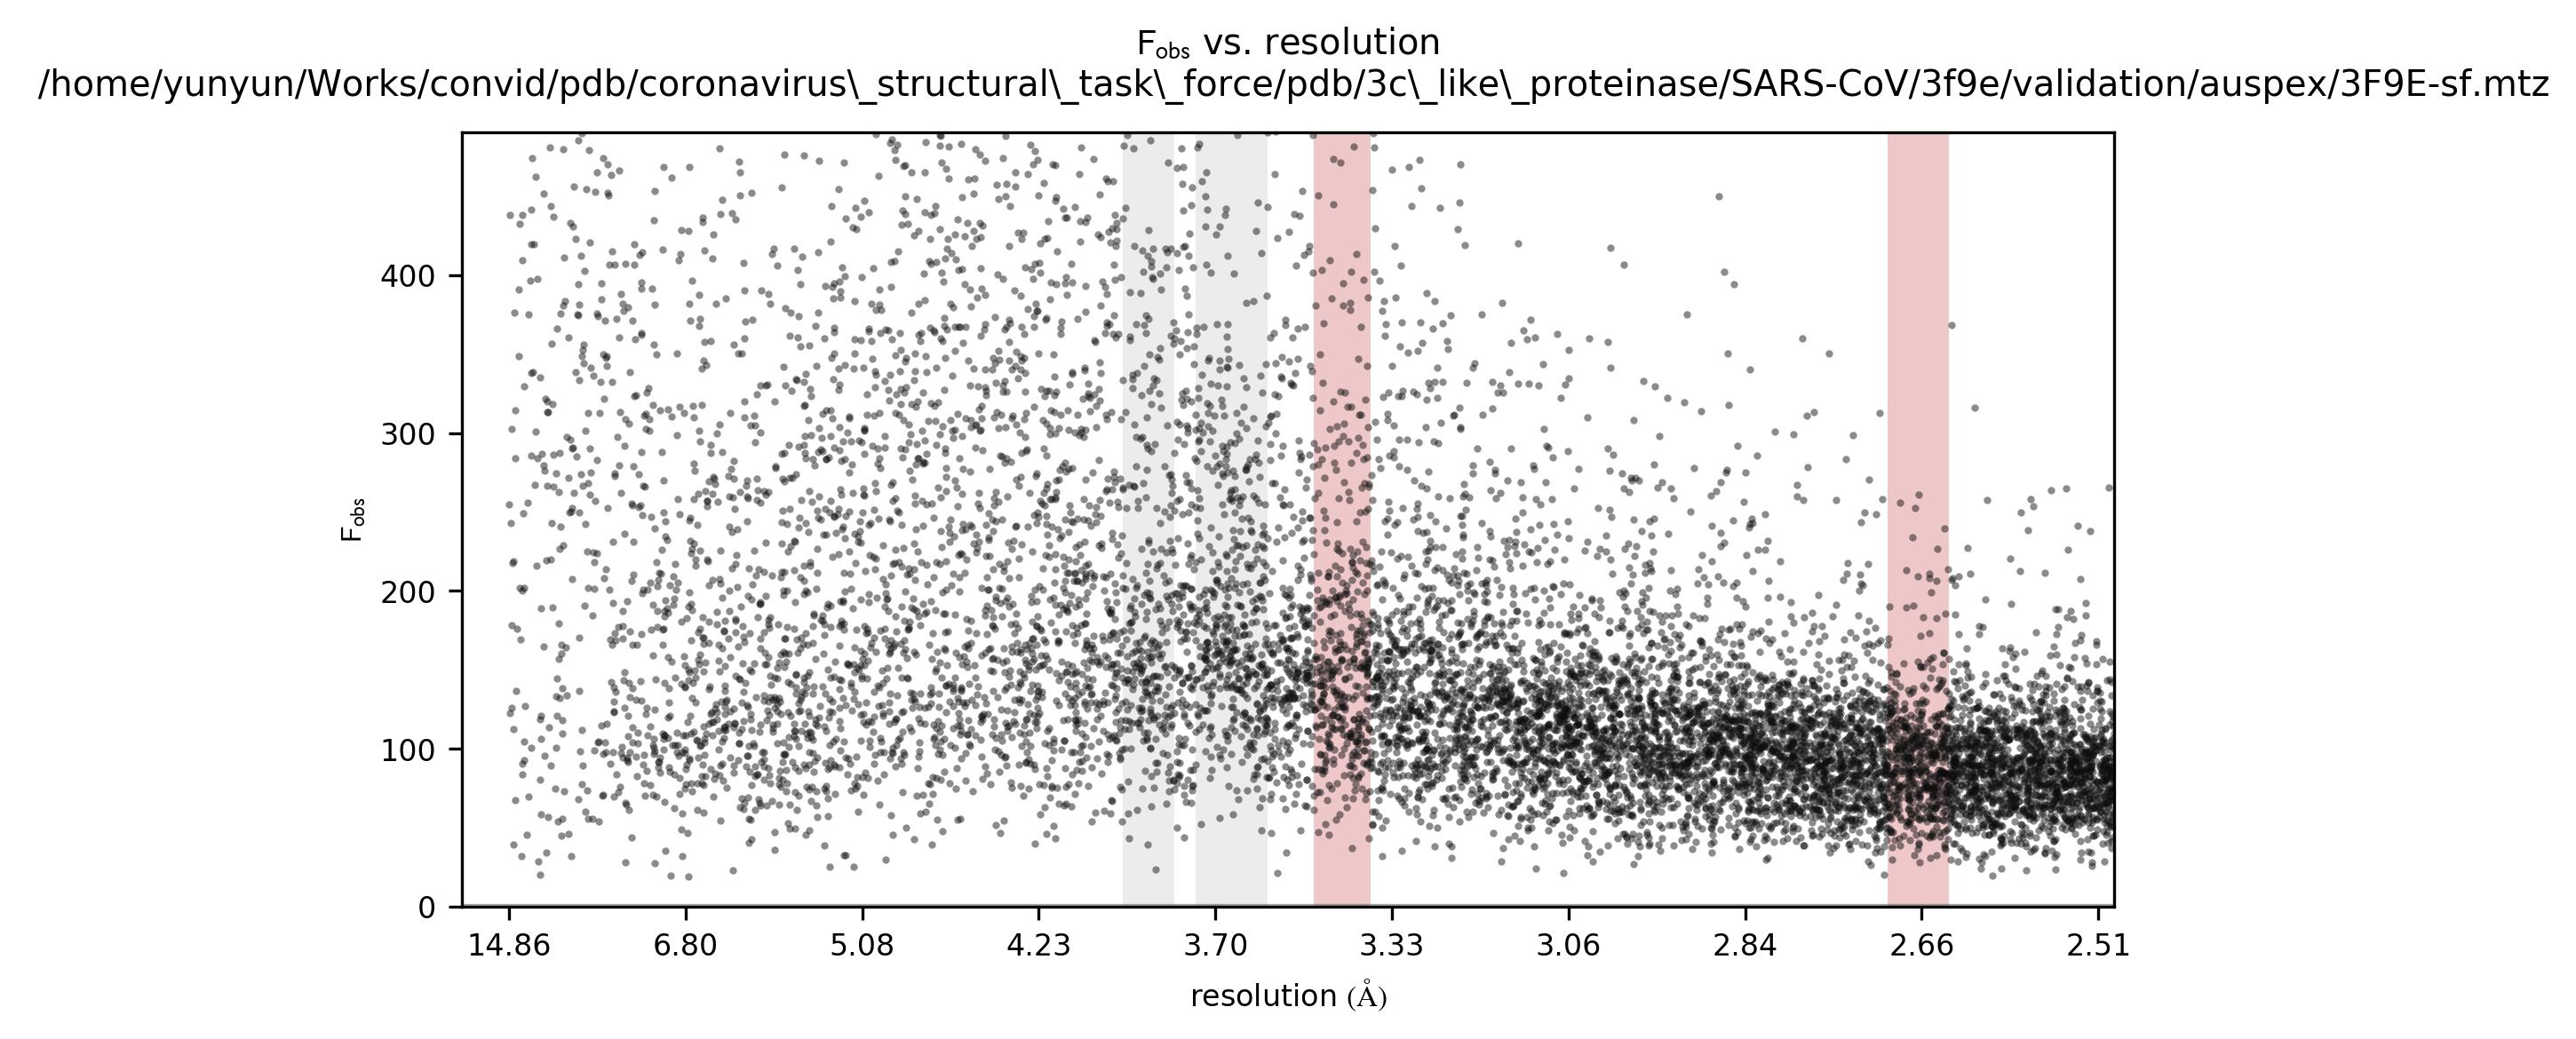 Fobs vs. resolution
/home/yunyun/Works/convid/pdb/coronavirus\_structural\_task\_force/pdb/3c\_like\_proteinase/SARS-CoV/3f9e/validation/auspex/3F9E-sf.mtz
400
300
200
100
0
Fobs
14.86 6.80 5.08 4.23 3.70 3.33 3.06 2.84 2.66 2.51
resolution (Å)